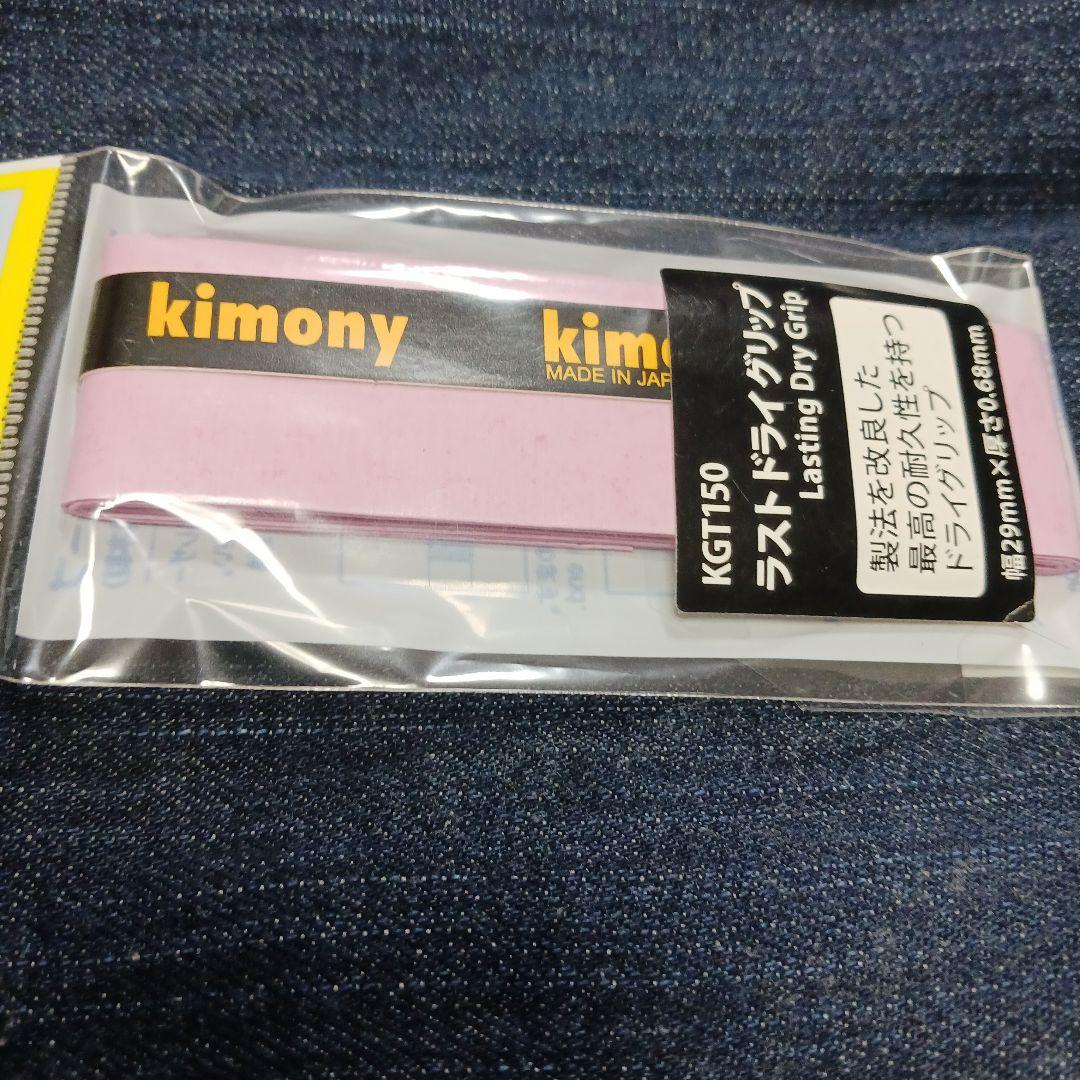 kimony
kimo
MADE IN JAP
KGT150
ラスト ドライ グリップ
Lasting Dry Grip
製法を改良した
最高の耐久性を持つ
ドライグリップ
幅29mm×厚さ0.68mm